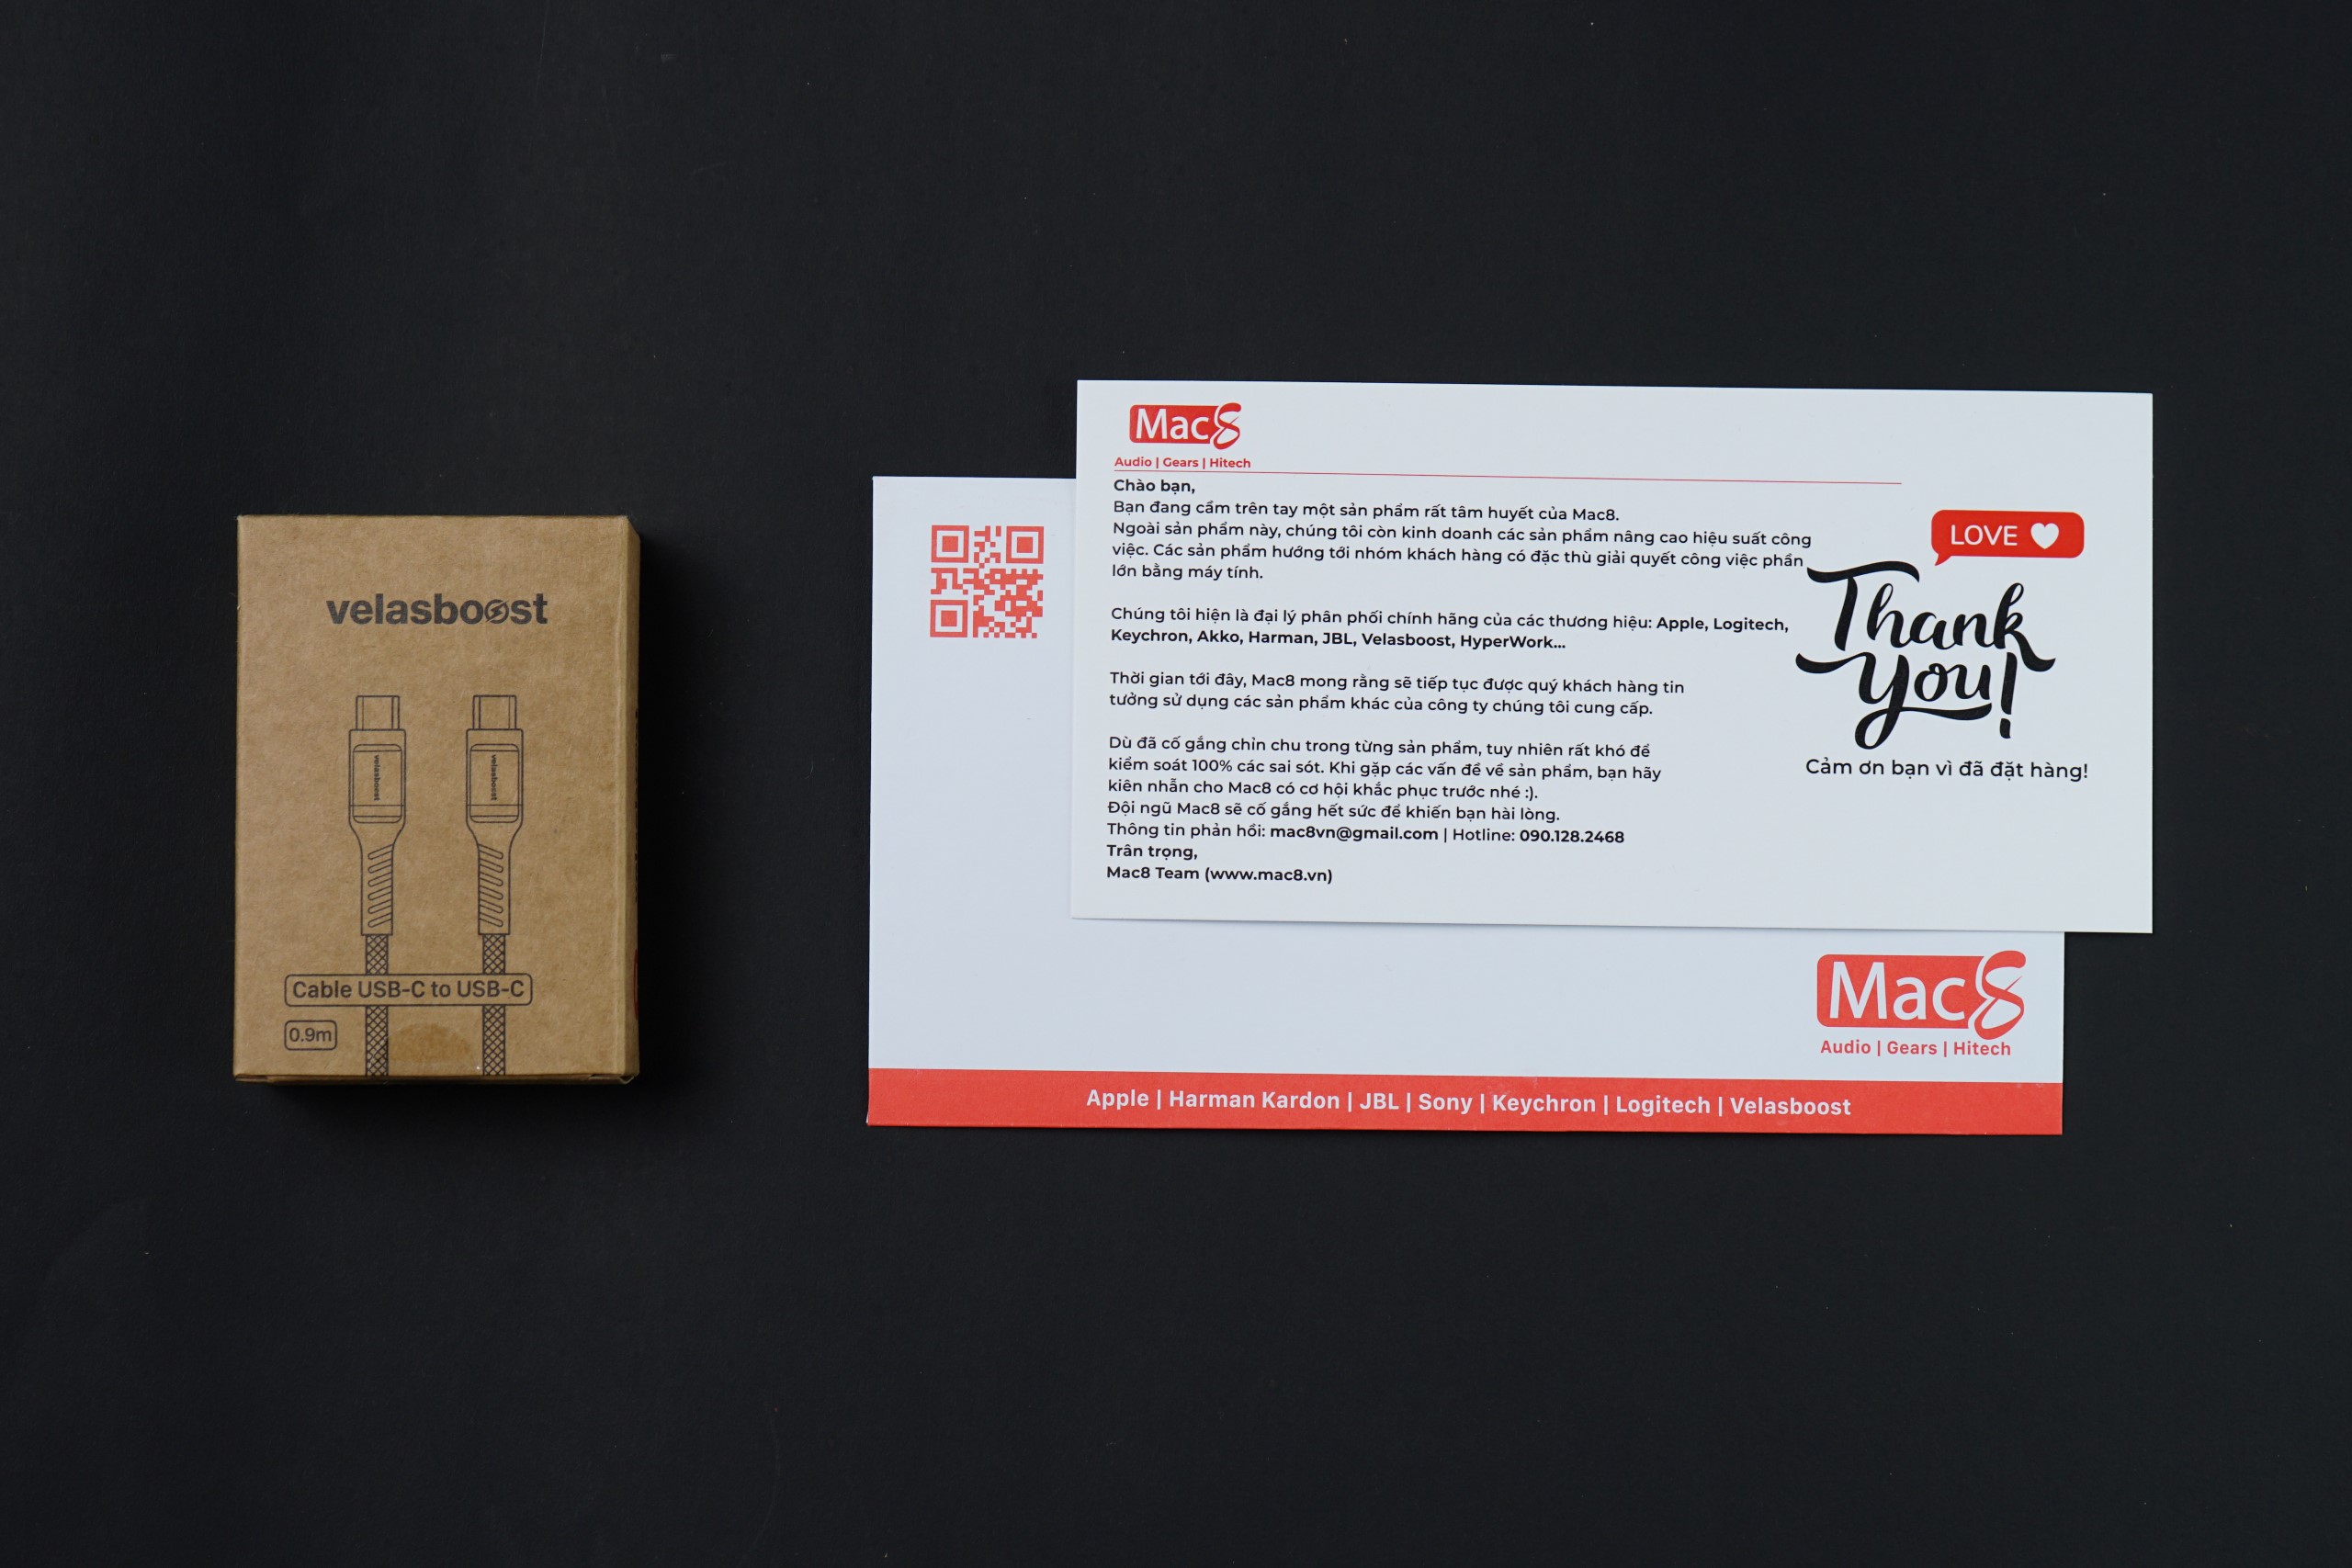 velasboost
velasboost
velasboost
Cable USB-C to USB-C
0.9m
Mac8
Audio | Gears | Hitech
Chào bạn,
Bạn đang cầm trên tay một sản phẩm rất tâm huyết của Mac8.
Ngoài sản phẩm này, chúng tôi còn kinh doanh các sản phẩm nâng cao hiệu suất công
việc. Các sản phẩm hướng tới nhóm khách hàng có đặc thù giải quyết công việc phần
lớn bằng máy tính.
Chúng tôi hiện là đại lý phân phối chính hãng của các thương hiệu: Apple, Logitech,
Keychron, Akko, Harman, JBL, Velasboost, HyperWork...
Thời gian tới đây, Mac8 mong rằng sẽ tiếp tục được quý khách hàng tin
tưởng sử dụng các sản phẩm khác của công ty chúng tôi cung cấp.
Dù đã cố gắng chỉn chu trong từng sản phẩm, tuy nhiên rất khó để
kiểm soát 100% các sai sót. Khi gặp các vấn đề về sản phẩm, bạn hãy
kiên nhẫn cho Mac8 có cơ hội khắc phục trước nhé :).
Đội ngũ Mac8 sẽ cố gắng hết sức để khiến bạn hài lòng.
Thông tin phản hồi: mac8vn@gmail.com | Hotline: 090.128.2468
Trân trọng,
Mac8 Team (www.mac8.vn)
LOVE
Thank
You!
Cảm ơn bạn vì đã đặt hàng!
Mac8
Audio | Gears | Hitech
Apple | Harman Kardon | JBL | Sony | Keychron | Logitech | Velasboost